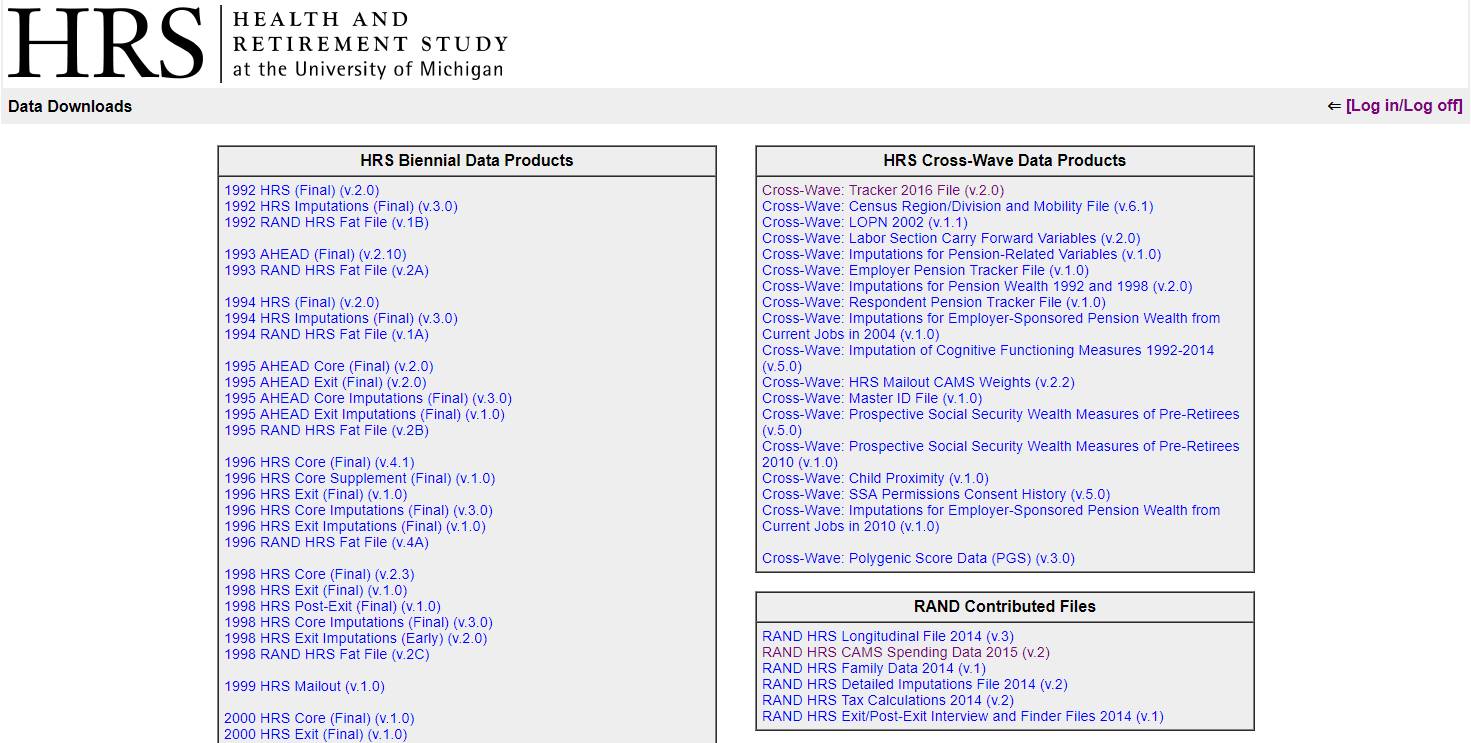 HRS
HEALTH AND
RETIREMENT STUDY
at the University of Michigan
Data Downloads
⇐ [Log in/Log off]
HRS Biennial Data Products
1992 HRS (Final) (v.2.0)
1992 HRS Imputations (Final) (v.3.0)
1992 RAND HRS Fat File (v.1B)
1993 AHEAD (Final) (v.2.10)
1993 RAND HRS Fat File (v.2A)
1994 HRS (Final) (v.2.0)
1994 HRS Imputations (Final) (v.3.0)
1994 RAND HRS Fat File (v.1A)
1995 AHEAD Core (Final) (v.2.0)
1995 AHEAD Exit (Final) (v.2.0)
1995 AHEAD Core Imputations (Final) (v.3.0)
1995 AHEAD Exit Imputations (Final) (v.1.0)
1995 RAND HRS Fat File (v.2B)
1996 HRS Core (Final) (v.4.1)
1996 HRS Core Supplement (Final) (v.1.0)
1996 HRS Exit (Final) (v.1.0)
1996 HRS Core Imputations (Final) (v.3.0)
1996 HRS Exit Imputations (Final) (v.1.0)
1996 RAND HRS Fat File (v.4A)
1998 HRS Core (Final) (v.2.3)
1998 HRS Exit (Final) (v.1.0)
1998 HRS Post-Exit (Final) (v.1.0)
1998 HRS Core Imputations (Final) (v.3.0)
1998 HRS Exit Imputations (Early) (v.2.0)
1998 RAND HRS Fat File (v.2C)
1999 HRS Mailout (v.1.0)
2000 HRS Core (Final) (v.1.0)
2000 HRS Exit (Final) (v.1.0)
HRS Cross-Wave Data Products
Cross-Wave: Tracker 2016 File (v.2.0)
Cross-Wave: Census Region/Division and Mobility File (v.6.1)
Cross-Wave: LOPN 2002 (v.1.1)
Cross-Wave: Labor Section Carry Forward Variables (v.2.0)
Cross-Wave: Imputations for Pension-Related Variables (v.1.0)
Cross-Wave: Employer Pension Tracker File (v.1.0)
Cross-Wave: Imputations for Pension Wealth 1992 and 1998 (v.2.0)
Cross-Wave: Respondent Pension Tracker File (v.1.0)
Cross-Wave: Imputations for Employer-Sponsored Pension Wealth from
Current Jobs in 2004 (v.1.0)
Cross-Wave: Imputation of Cognitive Functioning Measures 1992-2014
(v.5.0)
Cross-Wave: HRS Mailout CAMS Weights (v.2.2)
Cross-Wave: Master ID File (v.1.0)
Cross-Wave: Prospective Social Security Wealth Measures of Pre-Retirees
(v.5.0)
Cross-Wave: Prospective Social Security Wealth Measures of Pre-Retirees
2010 (v.1.0)
Cross-Wave: Child Proximity (v.1.0)
Cross-Wave: SSA Permissions Consent History (v.5.0)
Cross-Wave: Imputations for Employer-Sponsored Pension Wealth from
Current Jobs in 2010 (v.1.0)
Cross-Wave: Polygenic Score Data (PGS) (v.3.0)
RAND Contributed Files
RAND HRS Longitudinal File 2014 (v.3)
RAND HRS CAMS Spending Data 2015 (v.2)
RAND HRS Family Data 2014 (v.1)
RAND HRS Detailed Imputations File 2014 (v.2)
RAND HRS Tax Calculations 2014 (v.2)
RAND HRS Exit/Post-Exit Interview and Finder Files 2014 (v.1)